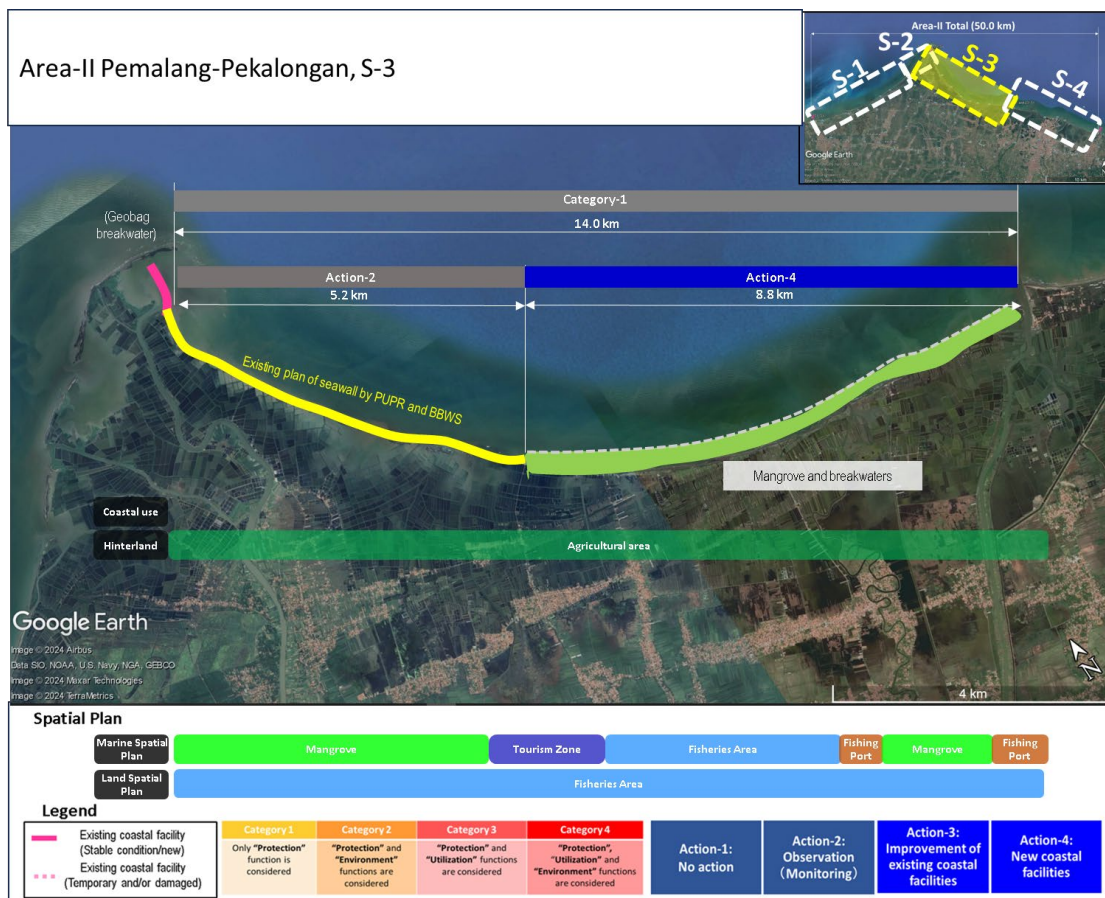 Area-II Pemalang-Pekalongan, S-3
Area-II Total (50.0 km)
S-1
S-2
S-3
S-4
Google Earth
Category-1
14.0 km
(Geobag
breakwater)
Action-2
Action-4
5.2 km
8.8 km
Existing plan of seawall by PUPR and BBWS
Mangrove and breakwaters
Coastal use
Hinterland
Agricultural area
Google Earth
Image © 2024 Airbus
Data SIO, NOAA, U.S. Navy, NGA, GEBCO
Image © 2024 Maxar Technologies
Image © 2024 TerraMetrics
N
4 km
Spatial Plan
Marine Spatial
Plan
Mangrove
Tourism Zone
Fisheries Area
Fishing
Port
Mangrove
Fishing
Port
Land Spatial
Plan
Fisheries Area
Legend
Existing coastal facility
(Stable condition/new)
Existing coastal facility
(Temporary and/or damaged)
Category 1
Only "Protection"
function is
considered
Category 2
"Protection" and
"Environment"
functions are
considered
Category 3
"Protection" and
"Utilization" functions
are considered
Category 4
"Protection",
"Utilization" and
"Environment" functions
are considered
Action-1:
No action
Action-2:
Observation
(Monitoring)
Action-3:
Improvement of
existing coastal
facilities
Action-4:
New coastal
facilities